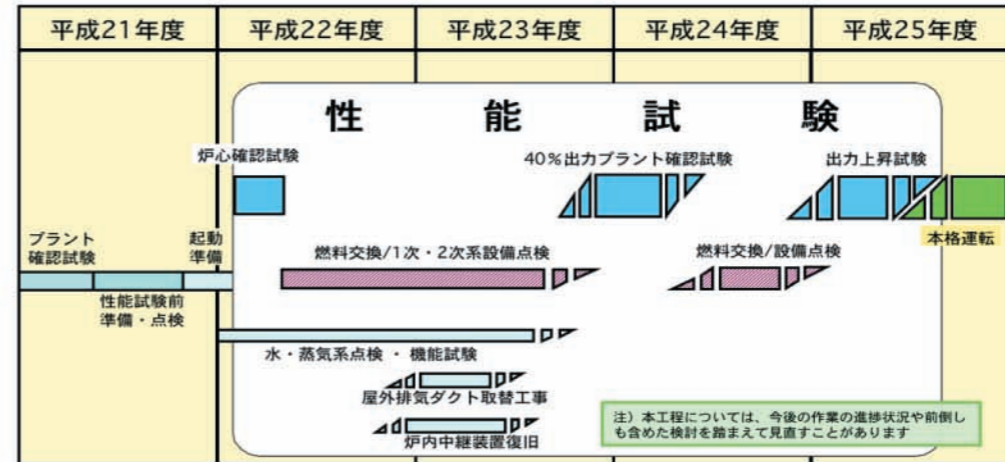 平成21年度
平成22年度
平成23年度
平成24年度
平成25年度
性能試験
炉心確認試験
40%出力プラント確認試験
出力上昇試験
本格運転
プラント
確認試験
起動
準備
性能試験前
準備・点検
燃料交換/1次・2次系設備点検
燃料交換/設備点検
水・蒸気系点検 ・ 機能試験
屋外排気ダクト取替工事
炉内中継装置復旧
注）本工程については、今後の作業の進捗状況や前倒し
も含めた検討を踏まえて見直すことがあります